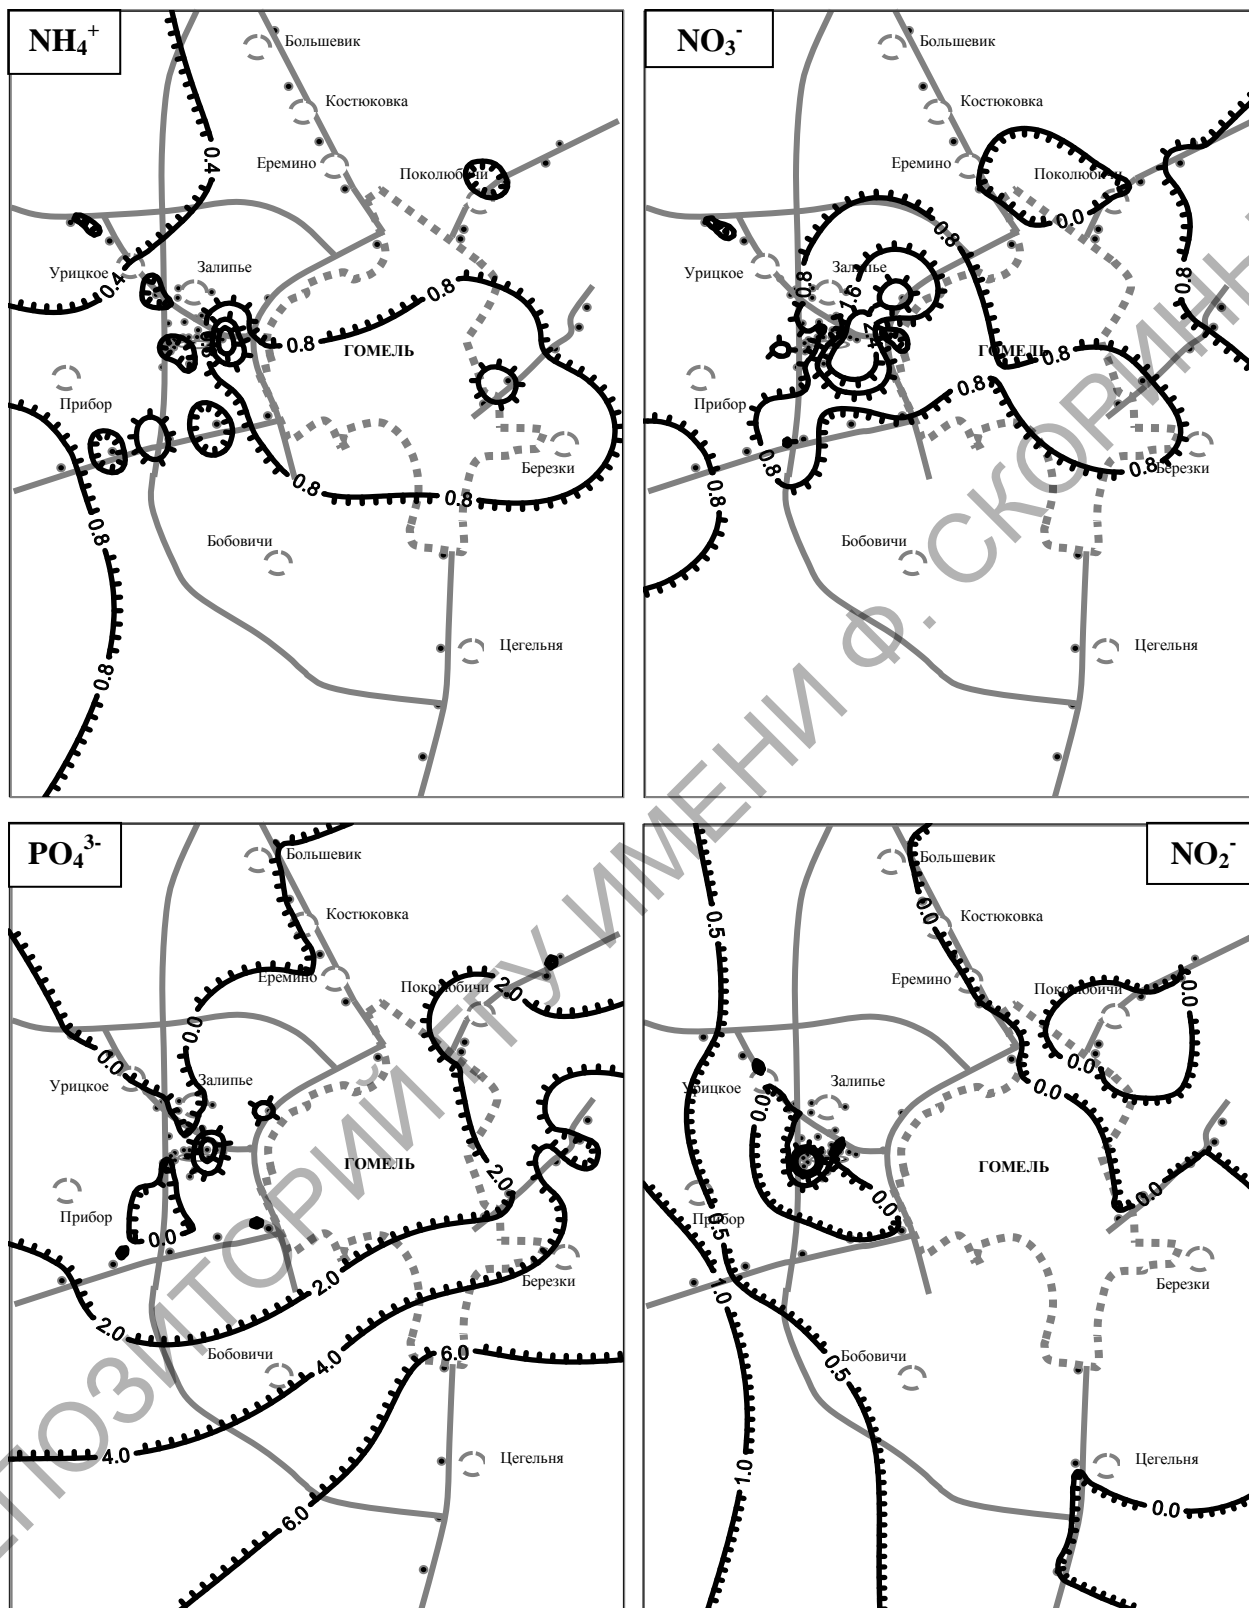 NH₄⁺
Большевик
Костюковка
0.4
Еремино
Поколюбичи
Урицкое
Залипье
0.4
0.8
0.8
ГОМЕЛЬ
Прибор
0.8
0.8
Березки
0.8
Бобовичи
Цегельня
0.8
NO₃⁻
Большевик
Костюковка
Еремино
Поколюбичи
0.0
0.8
Урицкое
Залипье
0.8
1.6
0.8
ГОМЕЛЬ
0.8
0.8
Прибор
0.8
0.8
Березки
0.8
Бобовичи
Цегельня
PO₄³⁻
Большевик
Костюковка
Еремино
Поколюбичи
2.0
0.0
0.0
Урицкое
Залипье
ГОМЕЛЬ
2.0
Прибор
0.0
2.0
Березки
2.0
Бобовичи
4.0
6.0
4.0
Цегельня
6.0
NO₂⁻
Большевик
0.0
Костюковка
0.5
Еремино
Поколюбичи
0.0
0.0
Урицкое
Залипье
0.0
0.0
ГОМЕЛЬ
0.0
0.0
Прибор
0.5
Березки
1.0
Бобовичи
0.5
Цегельня
1.0
0.0
ПОЗИТОРИЙ ГГУ ИМЕНИ Ф. СКОРИНЫ